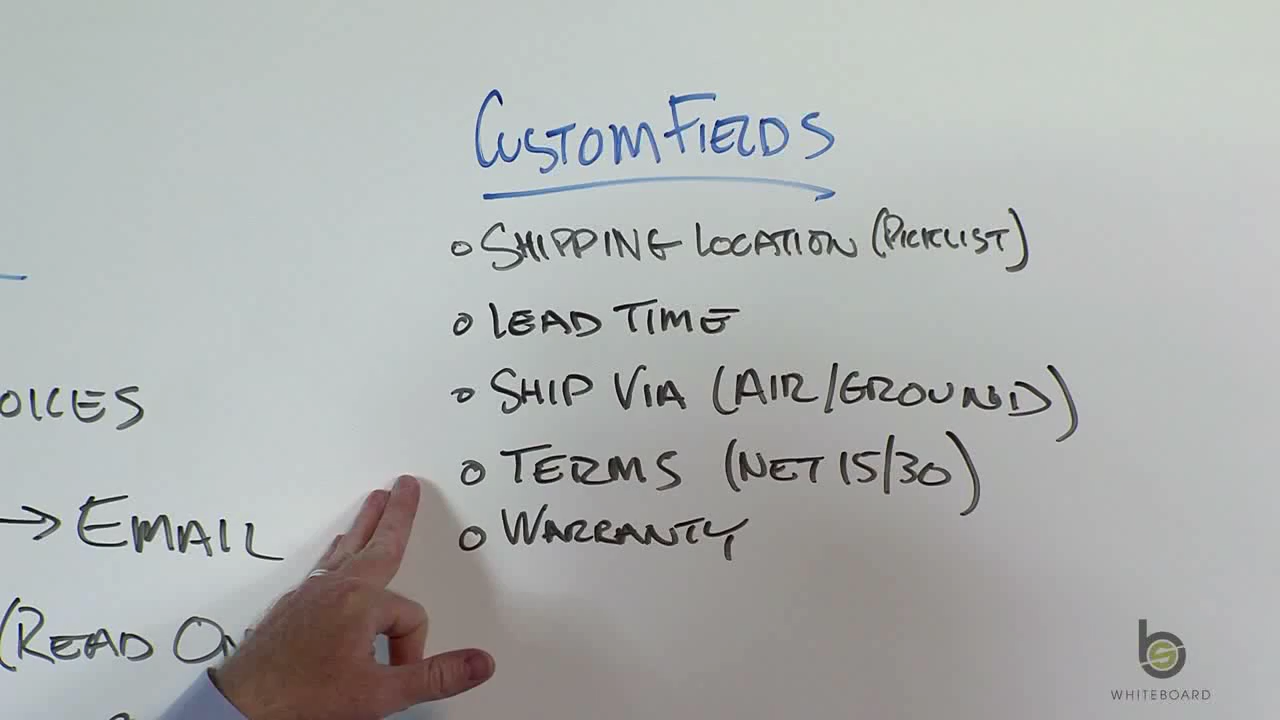 CUSTOM FIELDS
SHIPPING LOCATION (PICKLIST)
LEAD TIME
SHIP VIA (AIR/GROUND)
TERMS (NET 15/30)
WARRANTY
OICES
→ EMAIL
(READ ON
bs
WHITEBOARD